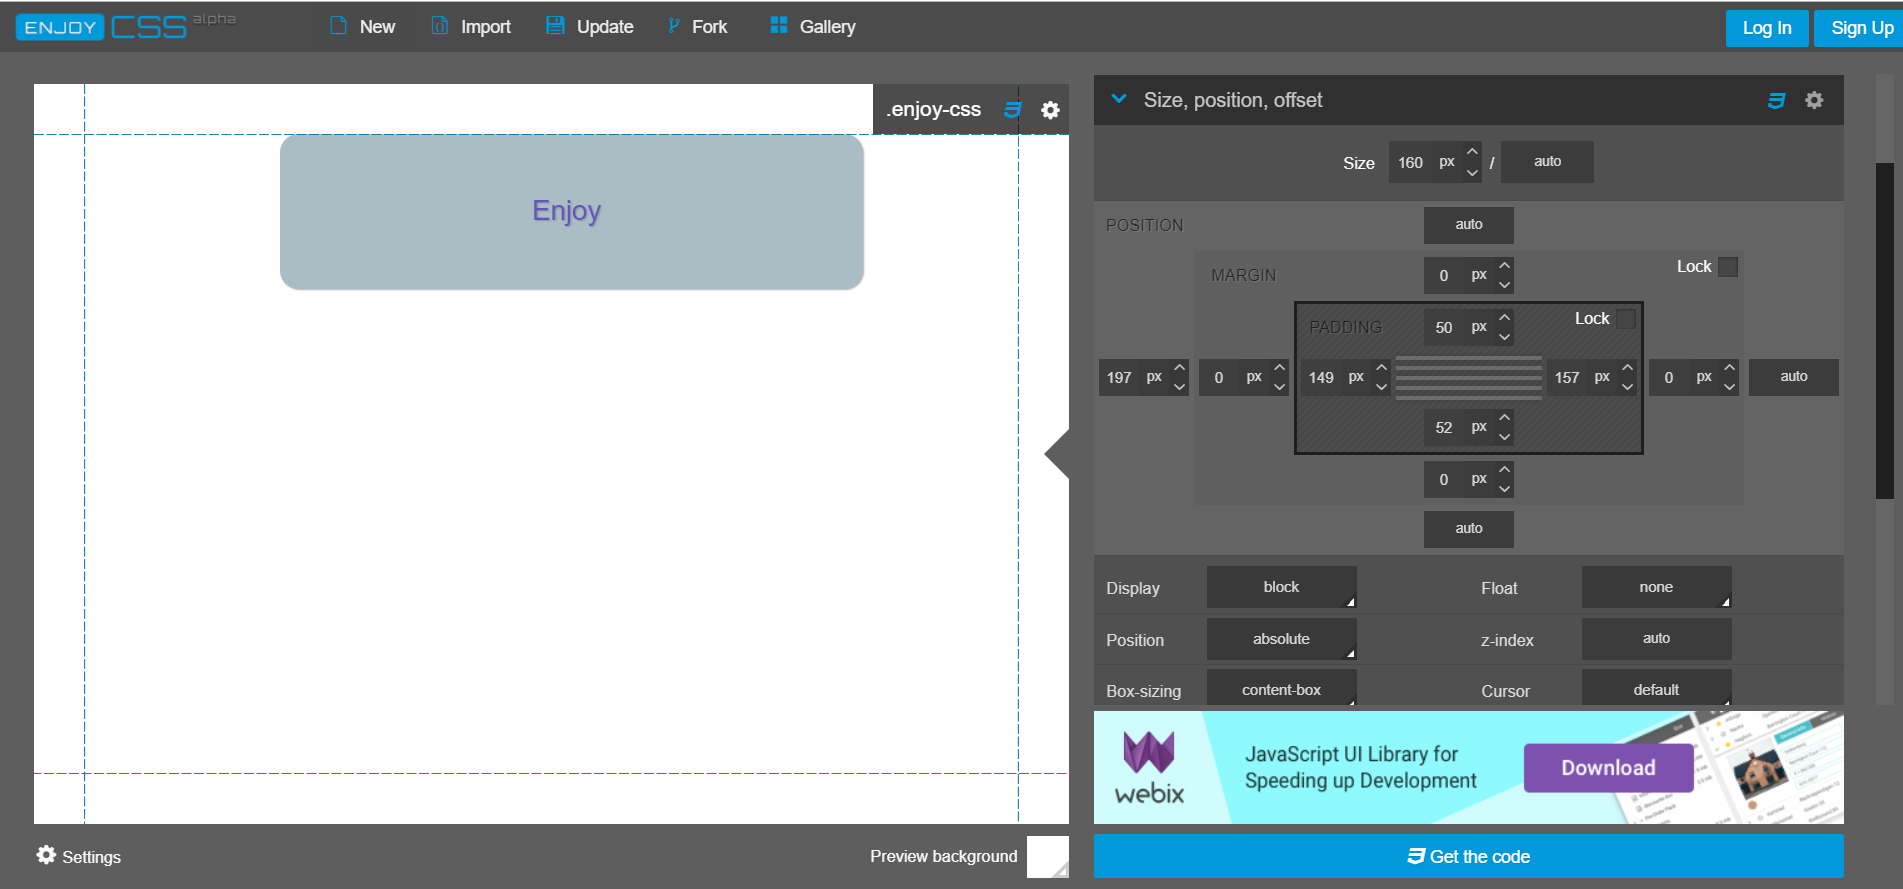 ENJOY CSS alpha
New Import Update Fork Gallery
Log In Sign Up
.enjoy-css
Enjoy
Settings
Preview background
Size, position, offset
Size 160 px / auto
POSITION auto
MARGIN 0 px Lock
PADDING 50 px Lock
197 px 0 px 149 px 157 px 0 px auto
52 px
0 px
auto
Display block Float none
Position absolute z-index auto
Box-sizing content-box Cursor default
webix
JavaScript UI Library for
Speeding up Development
Download
Get the code